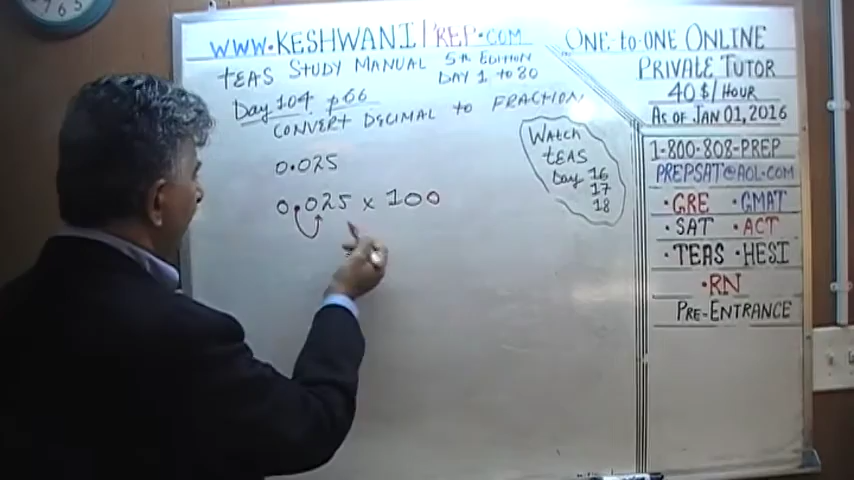 WWW.KESHWANIPREP.COM
TEAS STUDY MANUAL 5TH EDITION
DAY 1 TO 80
Day 104 p66
CONVERT DECIMAL to FRACTION
0.025
0.025 x 100
WATCH
TEAS
Day 16
17
18
ONE-to-ONE ONLINE
PRIVATE TUTOR
40 $/HOUR
AS OF JAN 01, 2016
1-800-808-PREP
PREPSAT@AOL.COM
•GRE •GMAT
•SAT •ACT
•TEAS •HESI
•RN
PRE-ENTRANCE